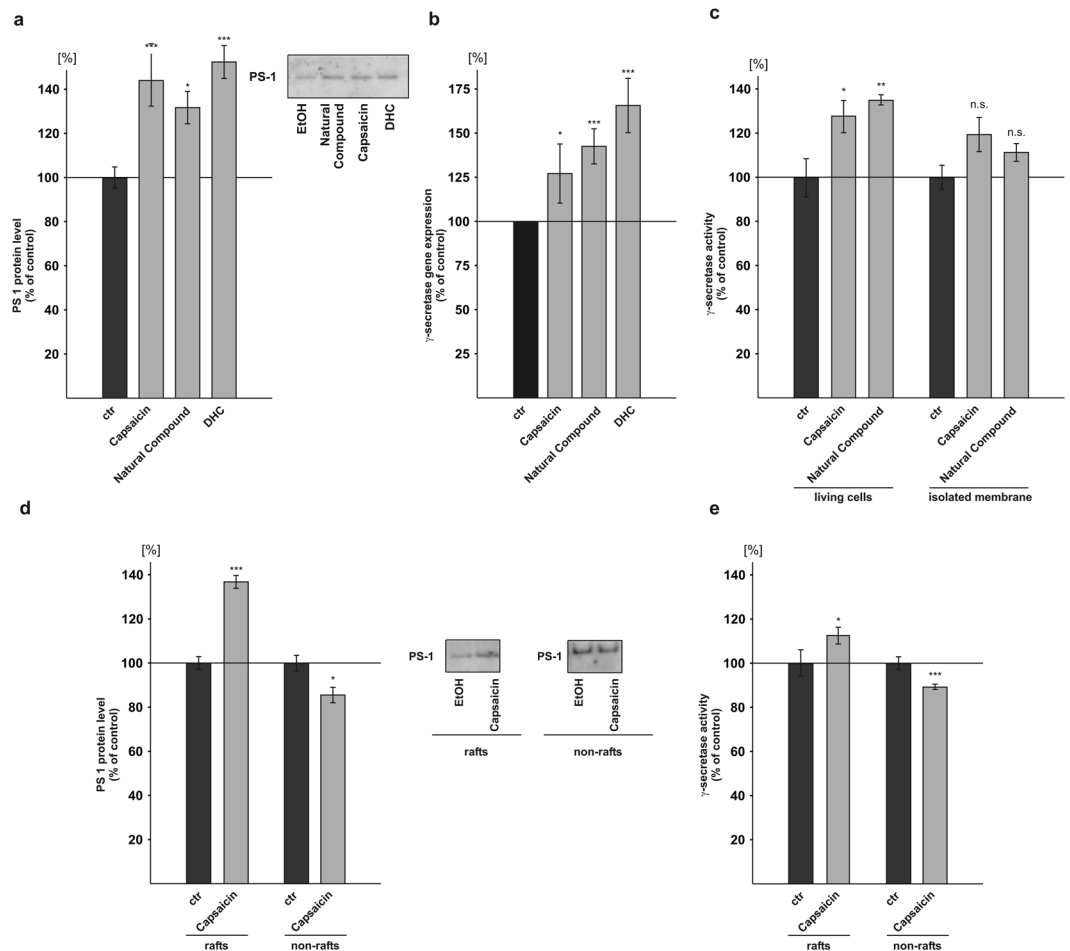 a
[%]
PS 1 protein level
(% of control)
140
120
100
80
60
40
20
***
*
***
ctr
Capsaicin
Natural Compound
DHC
PS-1
EtOH
Natural
Compound
Capsaicin
DHC
b
[%]
γ-secretase gene expression
(% of control)
175
150
125
100
75
50
25
*
***
***
ctr
Capsaicin
Natural Compound
DHC
c
[%]
γ-secretase activity
(% of control)
140
120
100
80
60
40
20
*
**
n.s.
n.s.
ctr
Capsaicin
Natural Compound
ctr
Capsaicin
Natural Compound
living cells
isolated membrane
d
[%]
PS 1 protein level
(% of control)
140
120
100
80
60
40
20
***
*
ctr
Capsaicin
ctr
Capsaicin
rafts
non-rafts
PS-1
EtOH
Capsaicin
rafts
PS-1
EtOH
Capsaicin
non-rafts
e
[%]
γ-secretase activity
(% of control)
140
120
100
80
60
40
20
*
***
ctr
Capsaicin
ctr
Capsaicin
rafts
non-rafts